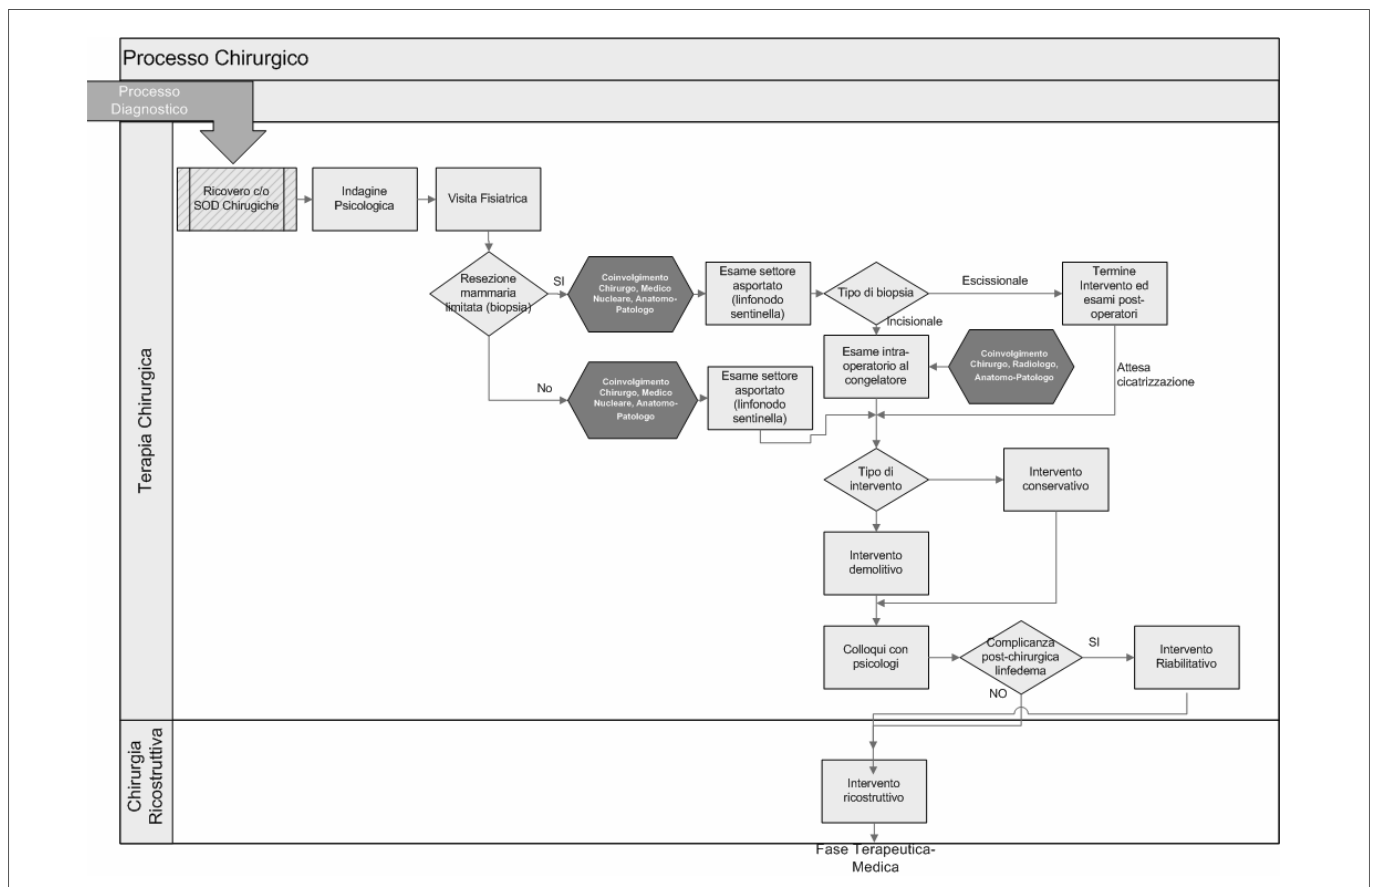 Processo Chirurgico
Processo
Diagnostico
Terapia Chirurgica
Ricovero c/o
SOD Chirugiche
Indagine
Psicologica
Visita Fisiatrica
Resezione
mammaria
limitata (biopsia)
SI
Coinvolgimento
Chirurgo, Medico
Nucleare, Anatomo-
Patologo
Esame settore
asportato
(linfonodo
sentinella)
Tipo di biopsia
Escissionale
Termine
Intervento ed
esami post-
operatori
Incisionale
Esame intra-
operatorio al
congelatore
Coinvolgimento
Chirurgo, Radiologo,
Anatomo-Patologo
Attesa
cicatrizzazione
No
Coinvolgimento
Chirurgo, Medico
Nucleare, Anatomo-
Patologo
Esame settore
asportato
(linfonodo
sentinella)
Tipo di
intervento
Intervento
conservativo
Intervento
demolitivo
Colloqui con
psicologi
Complicanza
post-chirurgica
linfedema
SI
Intervento
Riabilitativo
NO
Chirurgia
Ricostruttiva
Intervento
ricostruttivo
Fase Terapeutica-
Medica